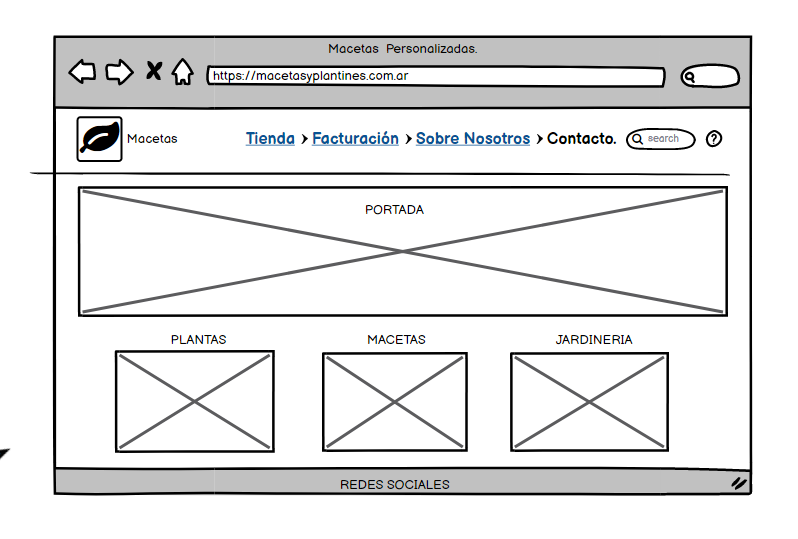 Macetas Personalizadas.
https://macetasyplantines.com.ar
Macetas
Tienda > Facturación > Sobre Nosotros > Contacto.
search
?
PORTADA
PLANTAS
MACETAS
JARDINERIA
REDES SOCIALES